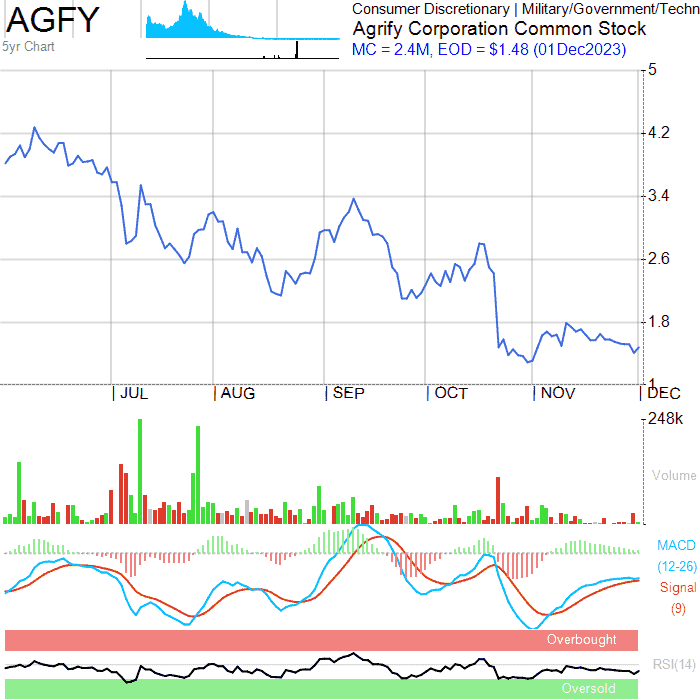 AGFY
5yr Chart
Consumer Discretionary | Military/Government/Techn
Agrify Corporation Common Stock
MC = 2.4M, EOD = $1.48 (01Dec2023)
5
4.2
3.4
2.6
1.8
1
| JUL | AUG | SEP | OCT | NOV | DEC
248k
Volume
MACD
(12-26)
Signal
(9)
Overbought
RSI(14)
Oversold